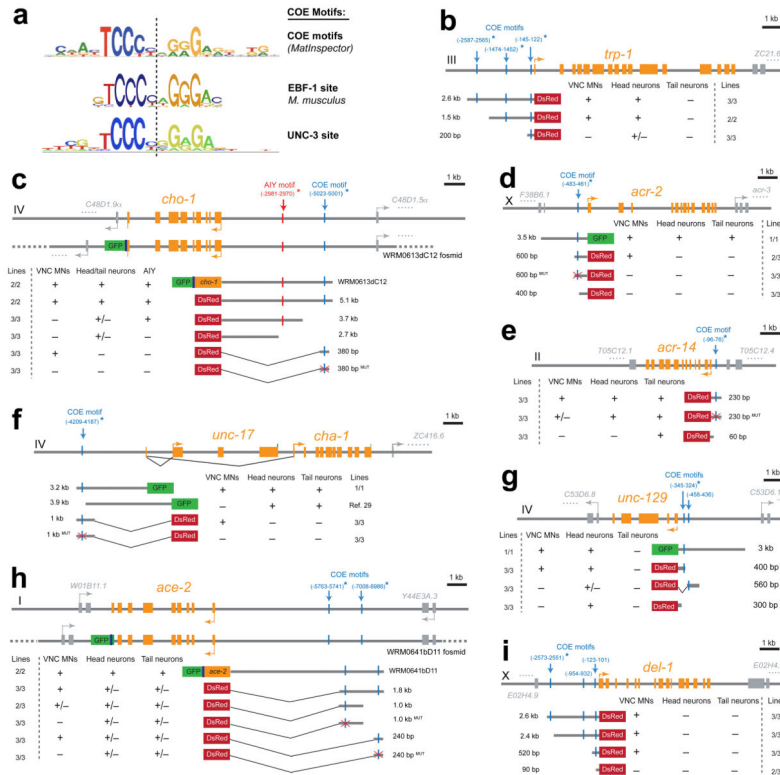 a
COE Motifs:
COE motifs
(MatInspector)
EBF-1 site
M. musculus
UNC-3 site
b
COE motifs
(-2587-2565)*
(-1474-1452)*
(-145-122)*
1 kb
III
trp-1
ZC21.6
VNC MNs Head neurons Tail neurons Lines
2.6 kb DsRed + + – 3/3
1.5 kb DsRed + + – 2/2
200 bp DsRed – +/– – 3/3
c
1 kb
AIY motif COE motif
(-2981-2970)* (-5023-5001)*
C48D1.9α cho-1 C48D1.5α
IV
GFP
WRM0613dC12 fosmid
Lines VNC MNs Head/tail neurons AIY
2/2 + + + GFP cho-1 WRM0613dC12
2/2 + + + DsRed 5.1 kb
3/3 – +/– + DsRed 3.7 kb
3/3 – +/– – DsRed 2.7 kb
3/3 + – – DsRed 380 bp
3/3 – – – DsRed 380 bp MUT
d
COE motif
(-483-461)*
1 kb
F38B6.1 acr-2 acr-3
X
VNC MNs Head neurons Tail neurons Lines
3.5 kb GFP + + + 1/1
600 bp DsRed + – – 2/3
600 bp MUT DsRed – – – 3/3
400 bp DsRed – – – 3/3
e
COE motif
(-96-76)*
1 kb
T05C12.1 acr-14 T05C12.4
II
Lines VNC MNs Head neurons Tail neurons
3/3 + + + DsRed 230 bp
3/3 +/– + + DsRed 230 bp MUT
3/3 – – + DsRed 60 bp
f
COE motif
(-4209-4187)*
1 kb
IV
unc-17 cha-1 ZC416.6
VNC MNs Head neurons Tail neurons Lines
3.2 kb GFP + + + 1/1
3.9 kb GFP – + + Ref. 29
1 kb DsRed + – – 3/3
1 kb MUT DsRed – – – 3/3
g
COE motifs
(-345-324)* (-458-436)
1 kb
C53D6.8 unc-129
IV
Lines VNC MNs Head neurons Tail neurons
1/1 + + – GFP 3 kb
3/3 + + – DsRed 400 bp
3/3 – +/– – DsRed 560 bp
3/3 – + – DsRed 300 bp
h
COE motifs
(-5763-5741)* (-7008-6986)*
1 kb
W01B11.1 ace-2 Y44E3A.3
I
GFP
WRM0641bD11 fosmid
Lines VNC MNs Head neurons Tail neurons
2/2 + + + GFP ace-2 WRM0641bD11
3/3 + +/– +/– DsRed 1.8 kb
2/3 +/– +/– +/– DsRed 1.0 kb
3/3 – +/– +/– DsRed 1.0 kb MUT
3/3 + +/– +/– DsRed 240 bp
3/3 – +/– +/– DsRed 240 bp MUT
i
COE motifs
(-2573-2551)* (-123-101)
(-954-932)
1 kb
X
E02H4.9 del-1
VNC MNs Head neurons Tail neurons Lines
2.6 kb DsRed + – – 3/3
2.4 kb DsRed + – – 3/3
520 bp DsRed + – – 3/3
90 bp DsRed – – – 2/2